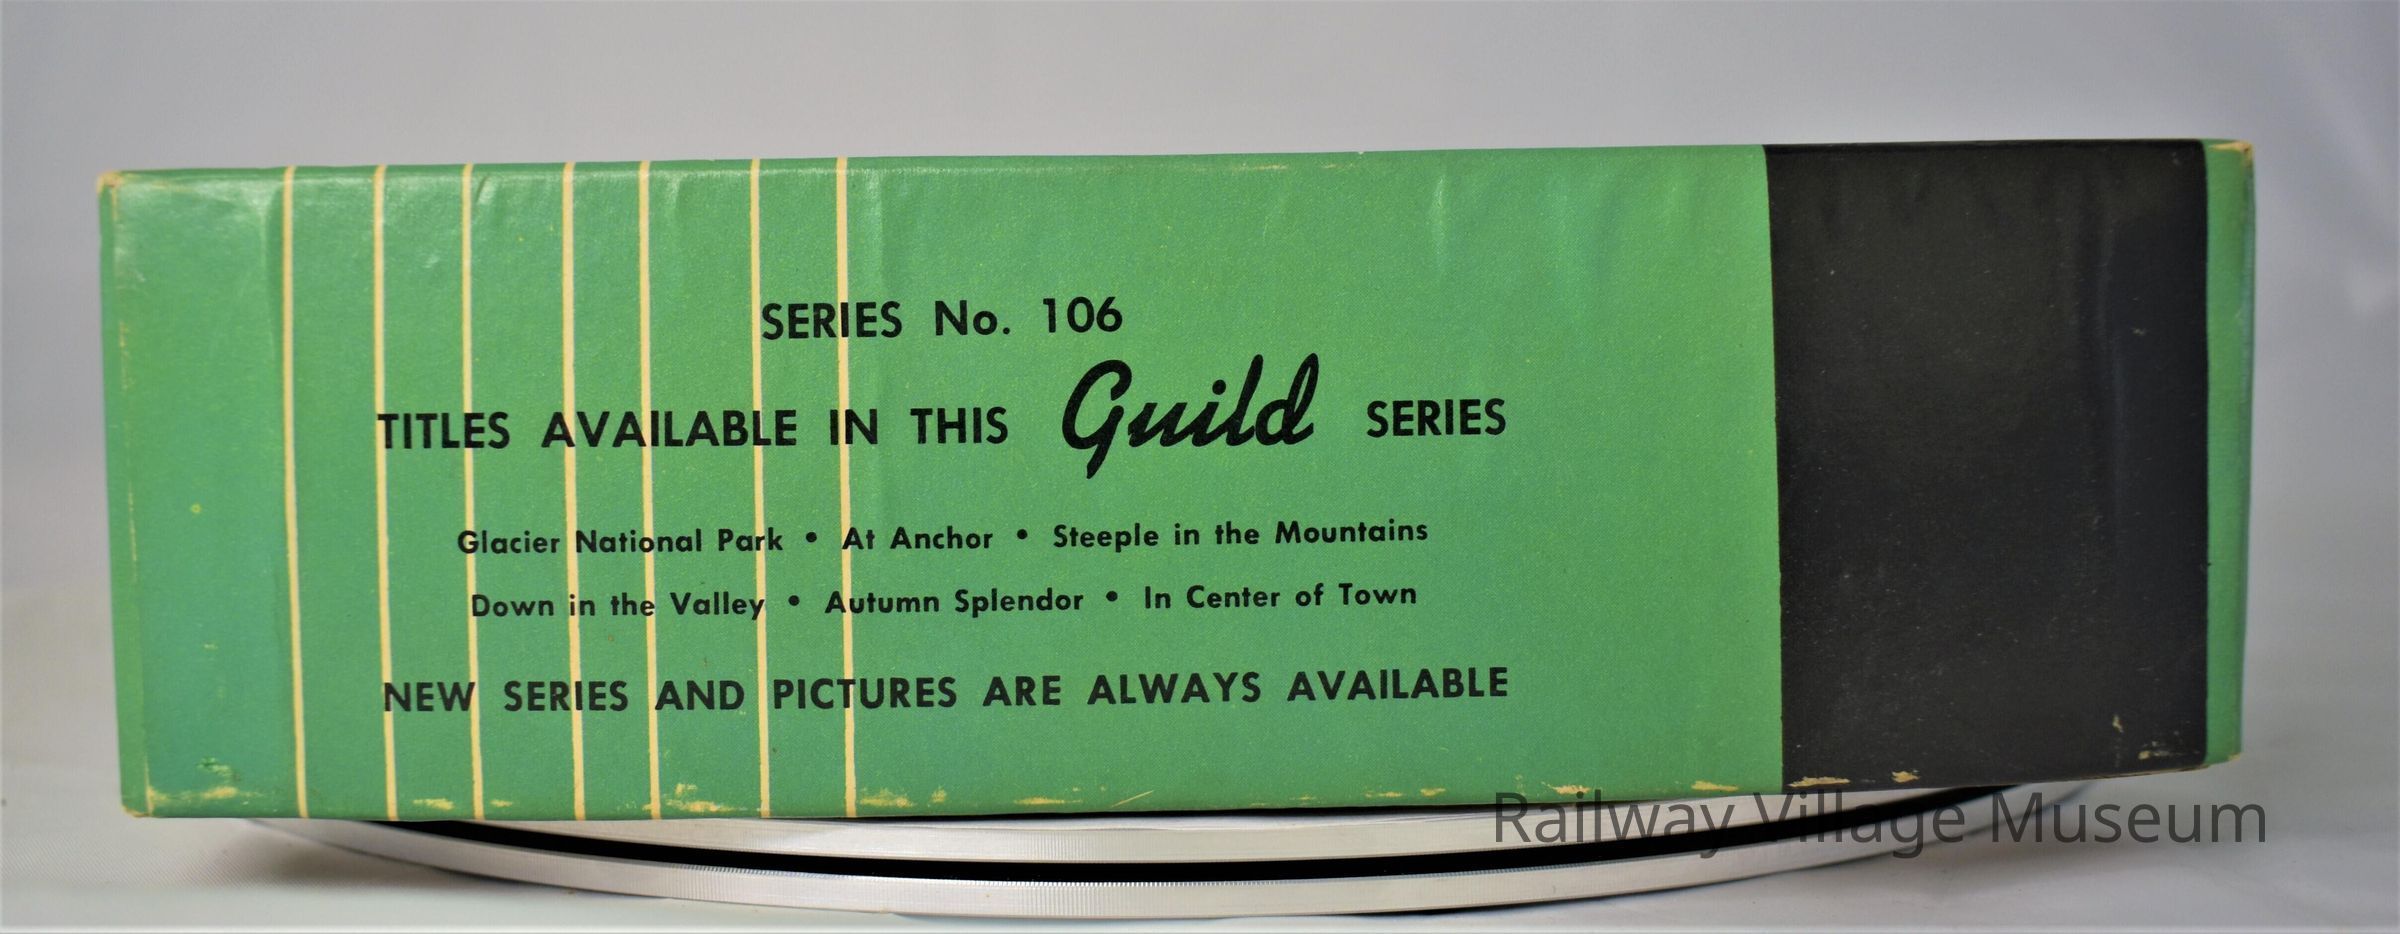 SERIES No. 106
TITLES AVAILABLE IN THIS Guild SERIES
Glacier National Park • At Anchor • Steeple in the Mountains
Down in the Valley • Autumn Splendor • In Center of Town
NEW SERIES AND PICTURES ARE ALWAYS AVAILABLE
Railway Village Museum